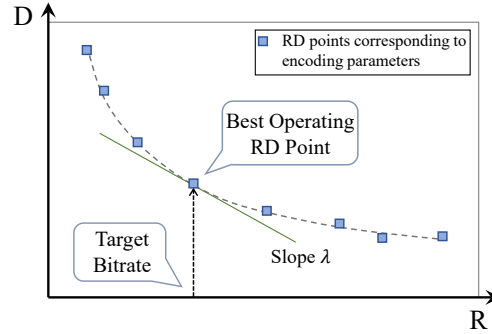 D
RD points corresponding to
encoding parameters
Best Operating
RD Point
Target
Bitrate
Slope λ
R